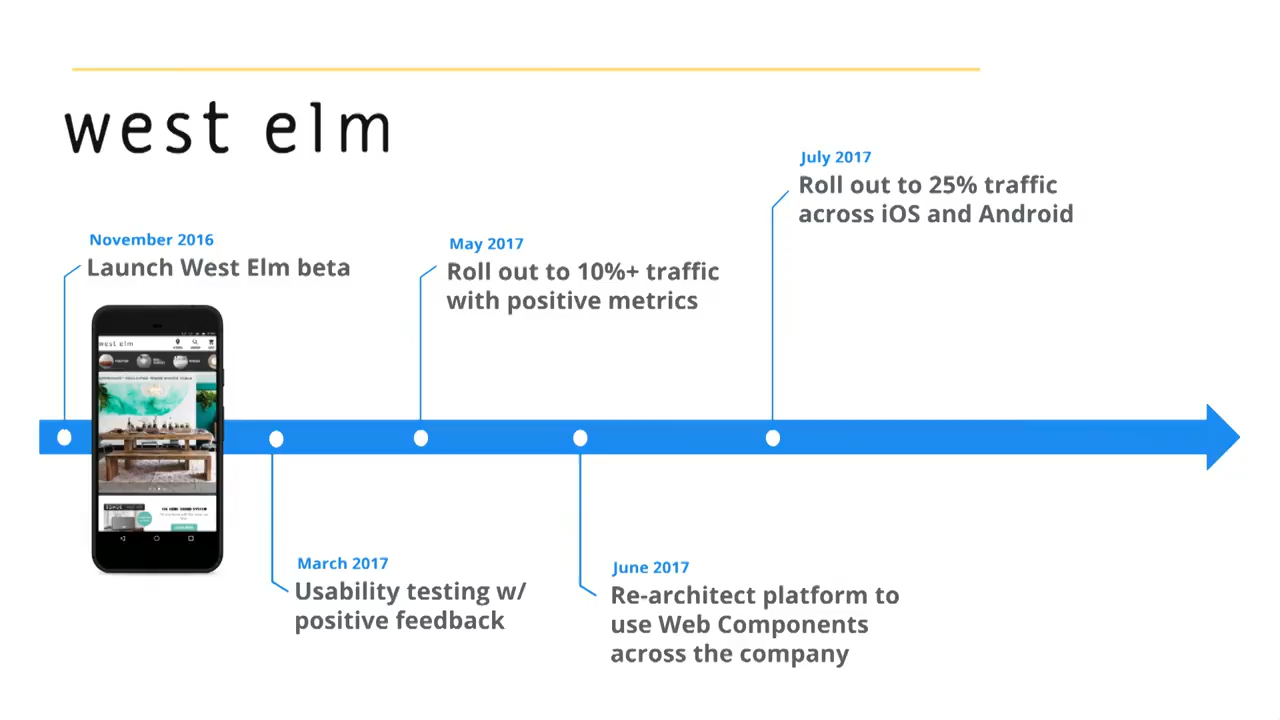 west elm
November 2016
Launch West Elm beta
May 2017
Roll out to 10%+ traffic
with positive metrics
July 2017
Roll out to 25% traffic
across iOS and Android
west elm
March 2017
Usability testing w/
positive feedback
June 2017
Re-architect platform to
use Web Components
across the company